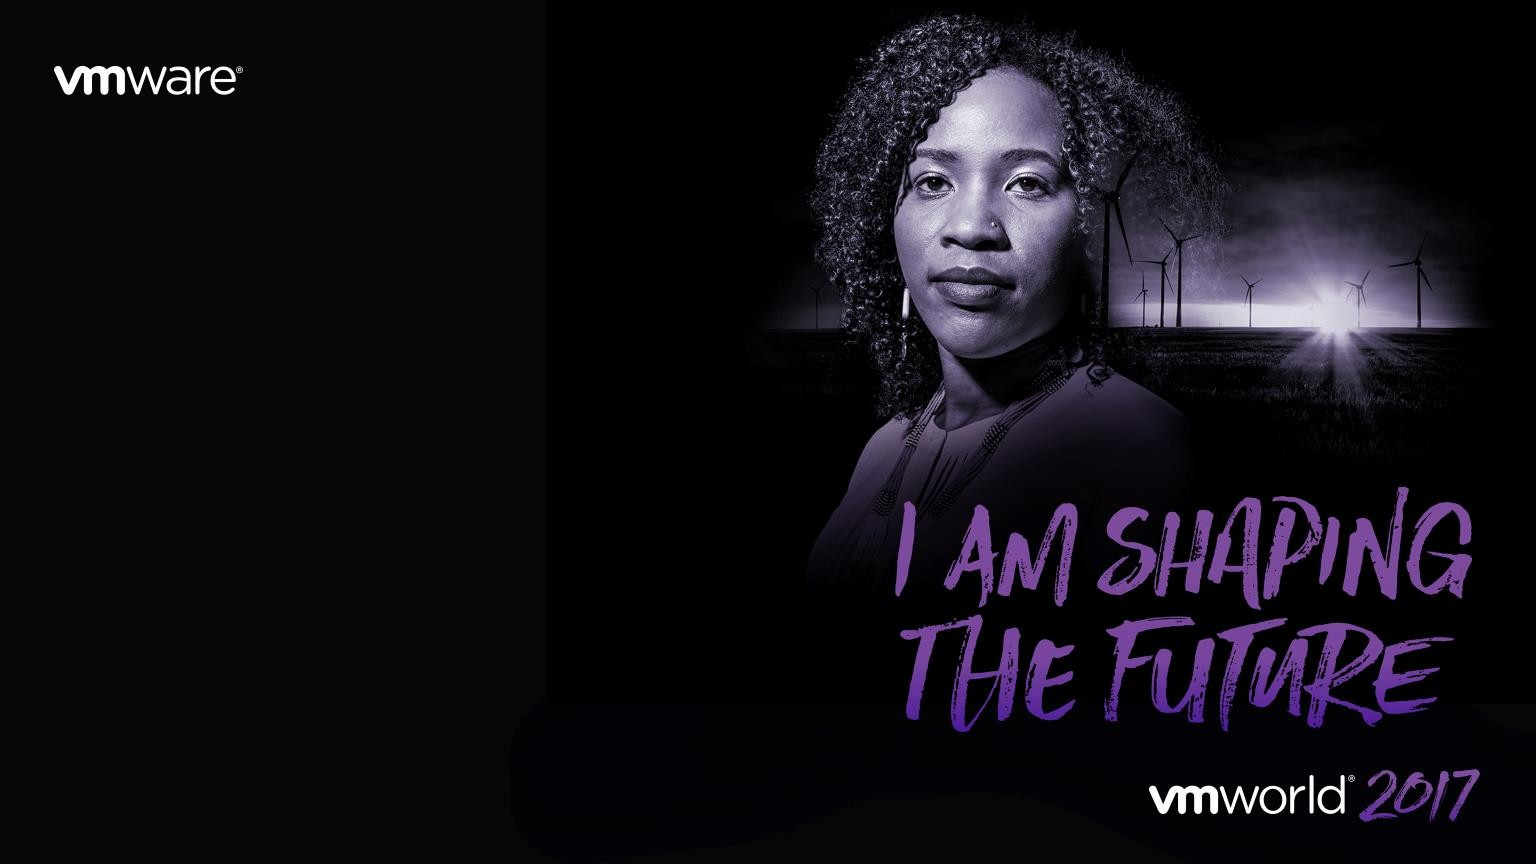 vmware®
I AM SHAPING
THE FUTURE
vmworld® 2017